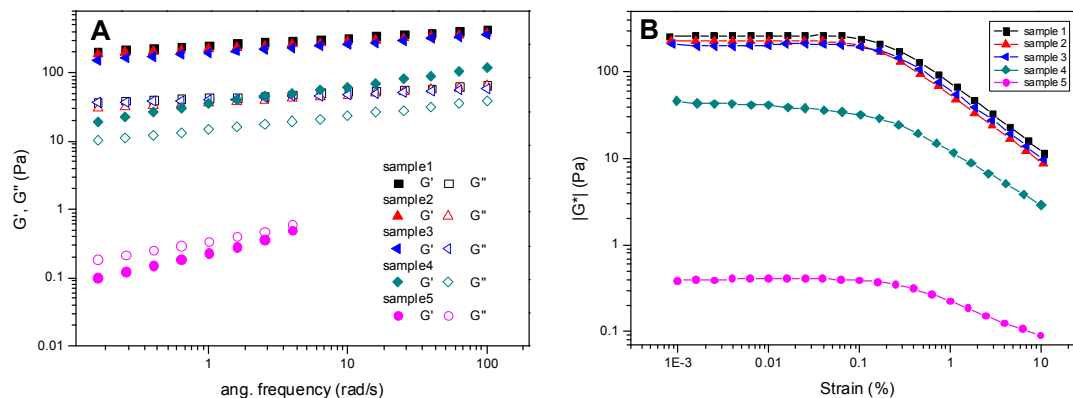 A
G', G" (Pa)
100
10
1
0.1
0.01
sample1
G' G"
sample2
G' G"
sample3
G' G"
sample4
G' G"
sample5
G' G"
1 10 100
ang. frequency (rad/s)
B
|G*| (Pa)
100
10
1
0.1
sample 1
sample 2
sample 3
sample 4
sample 5
1E-3 0.01 0.1 1 10
Strain (%)